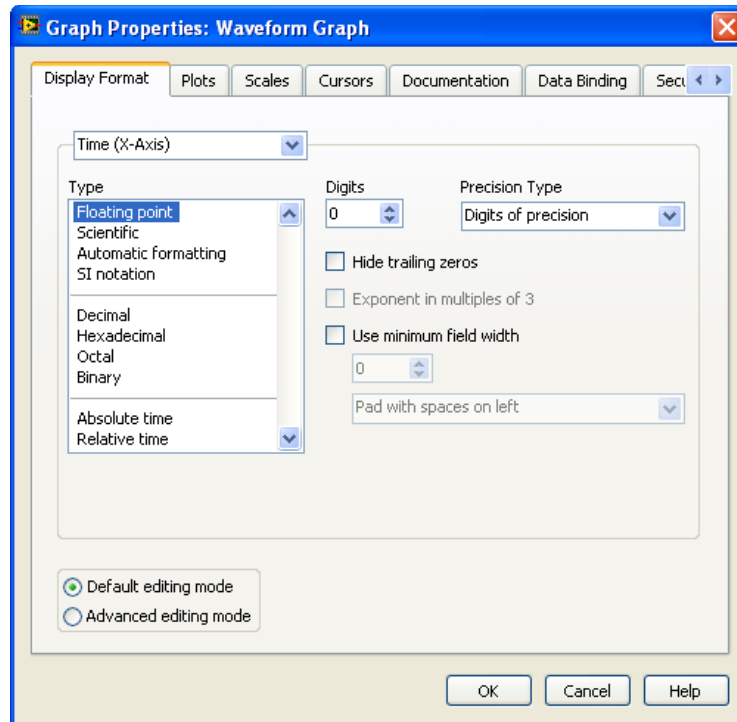 Graph Properties: Waveform Graph
Display Format Plots Scales Cursors Documentation Data Binding Secu
Time (X-Axis)
Type Digits Precision Type
Floating point 0 Digits of precision
Scientific
Automatic formatting
SI notation
Hide trailing zeros
Exponent in multiples of 3
Decimal
Hexadecimal
Octal
Binary
Use minimum field width
0
Pad with spaces on left
Absolute time
Relative time
Default editing mode
Advanced editing mode
OK Cancel Help